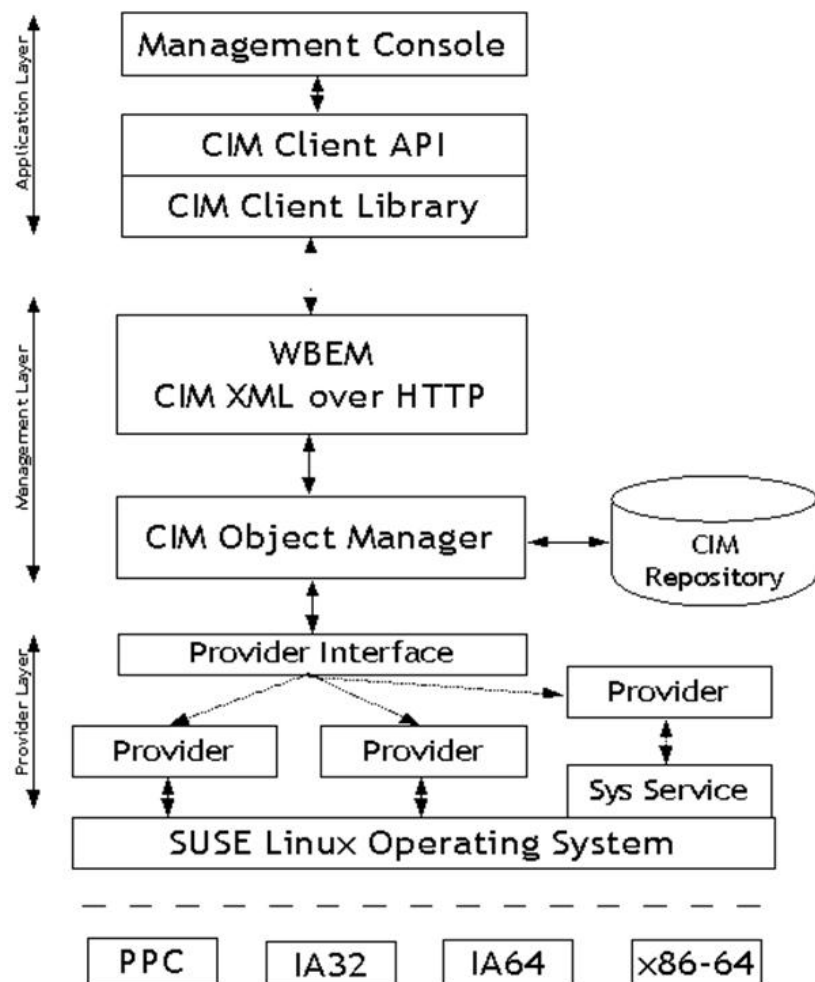 Application Layer
Management Console
CIM Client API
CIM Client Library
Management Layer
WBEM
CIM XML over HTTP
CIM Object Manager
CIM
Repository
Provider Layer
Provider Interface
Provider
Provider
Provider
Sys Service
SUSE Linux Operating System
PPC
IA32
IA64
x86-64